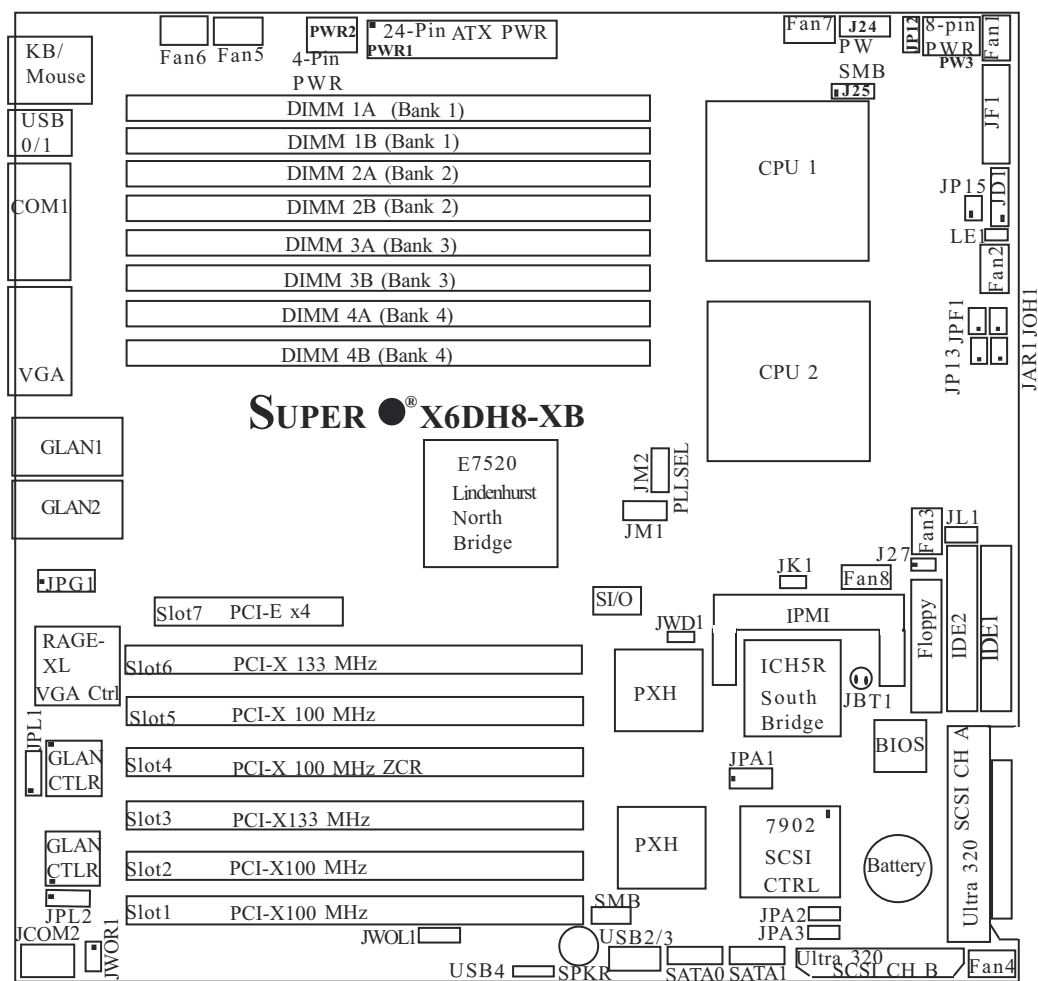 Fan6
Fan5
PWR2
4-Pin
PWR
24-Pin ATX PWR
PWR1
Fan7
J24
PW
SMB
J25
JP12
8-pin
PWR
PW3
Fan1
KB/
Mouse
USB
0/1
COM1
VGA
DIMM 1A (Bank 1)
DIMM 1B (Bank 1)
DIMM 2A (Bank 2)
DIMM 2B (Bank 2)
DIMM 3A (Bank 3)
DIMM 3B (Bank 3)
DIMM 4A (Bank 4)
DIMM 4B (Bank 4)
CPU 1
CPU 2
JF1
JP15
JD1
LE1
Fan2
JPF1
JOH1
JP13
JAR1
SUPER ●® X6DH8-XB
GLAN1
GLAN2
E7520
Lindenhurst
North
Bridge
JM2
PLLSEL
JM1
Fan3
JL1
J27
JK1
Fan8
JPG1
Slot7 PCI-E x4
SI/O
JWD1
IPMI
Floppy
IDE2
IDE1
RAGE-
XL
VGA Ctrl
Slot6 PCI-X 133 MHz
PXH
ICH5R
South
Bridge
JBT1
Slot5 PCI-X 100 MHz
BIOS
JPL1
GLAN
CTLR
Slot4 PCI-X 100 MHz ZCR
JPA1
Ultra 320 SCSI CH A
Slot3 PCI-X133 MHz
PXH
7902
SCSI
CTRL
Battery
GLAN
CTLR
Slot2 PCI-X100 MHz
JPL2
Slot1 PCI-X100 MHz
SMB
JPA2
JPA3
JCOM2
JWOR1
JWOL1
USB4
SPKR
USB2/3
SATA0
SATA1
Ultra 320
SCSI CH B
Fan4